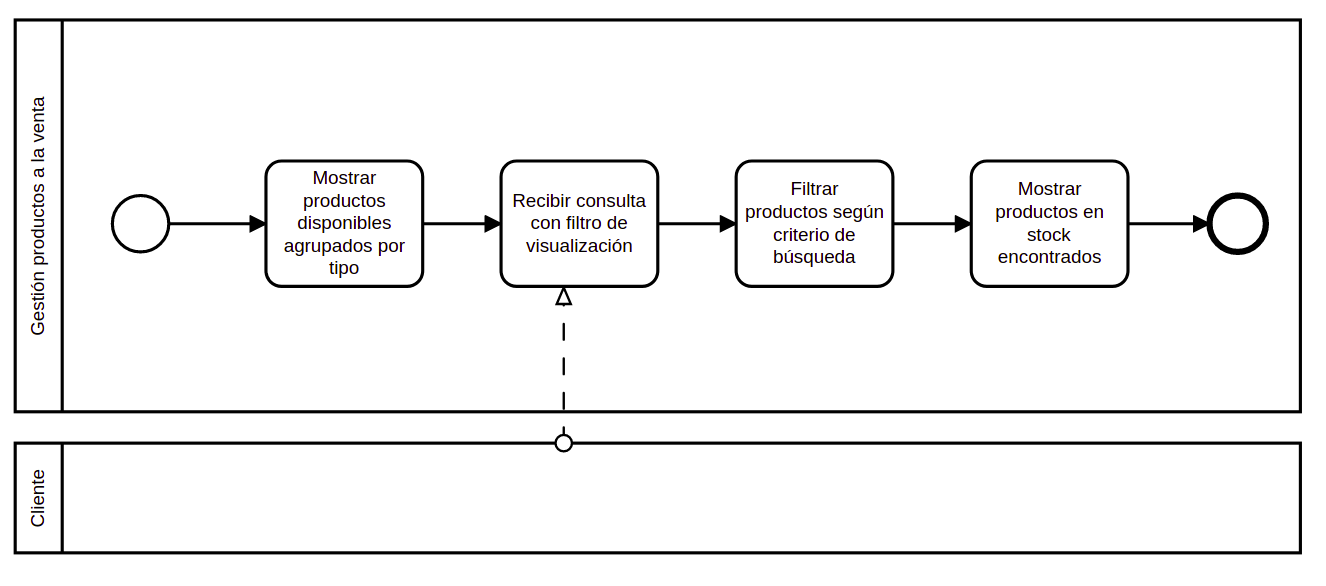 Gestión productos a la venta
Mostrar
productos
disponibles
agrupados por
tipo
Recibir consulta
con filtro de
visualización
Filtrar
productos según
criterio de
búsqueda
Mostrar
productos en
stock
encontrados
Cliente